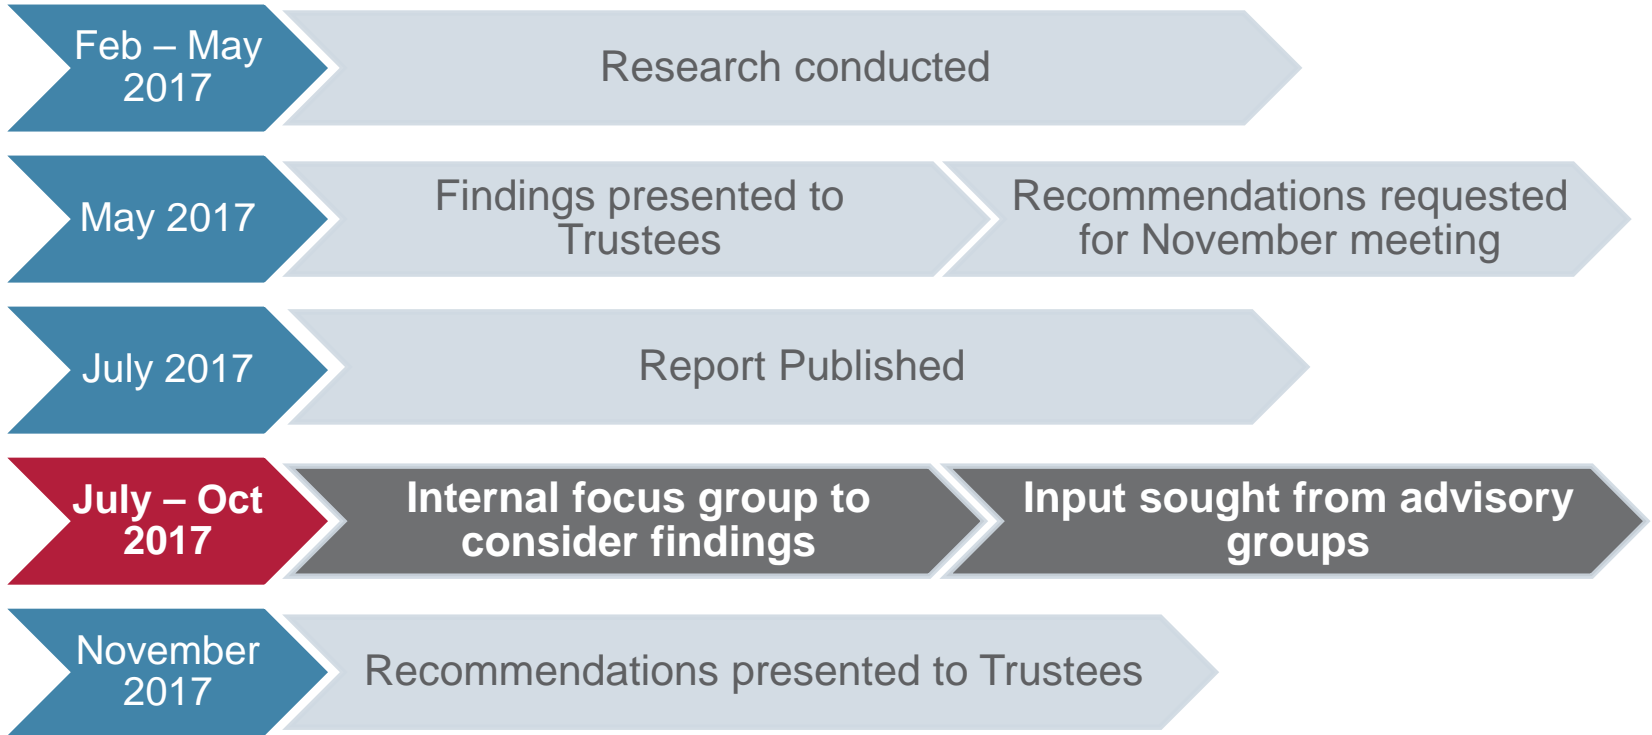 Feb – May
2017
Research conducted
May 2017
Findings presented to
Trustees
Recommendations requested
for November meeting
July 2017
Report Published
July – Oct
2017
Internal focus group to
consider findings
Input sought from advisory
groups
November
2017
Recommendations presented to Trustees